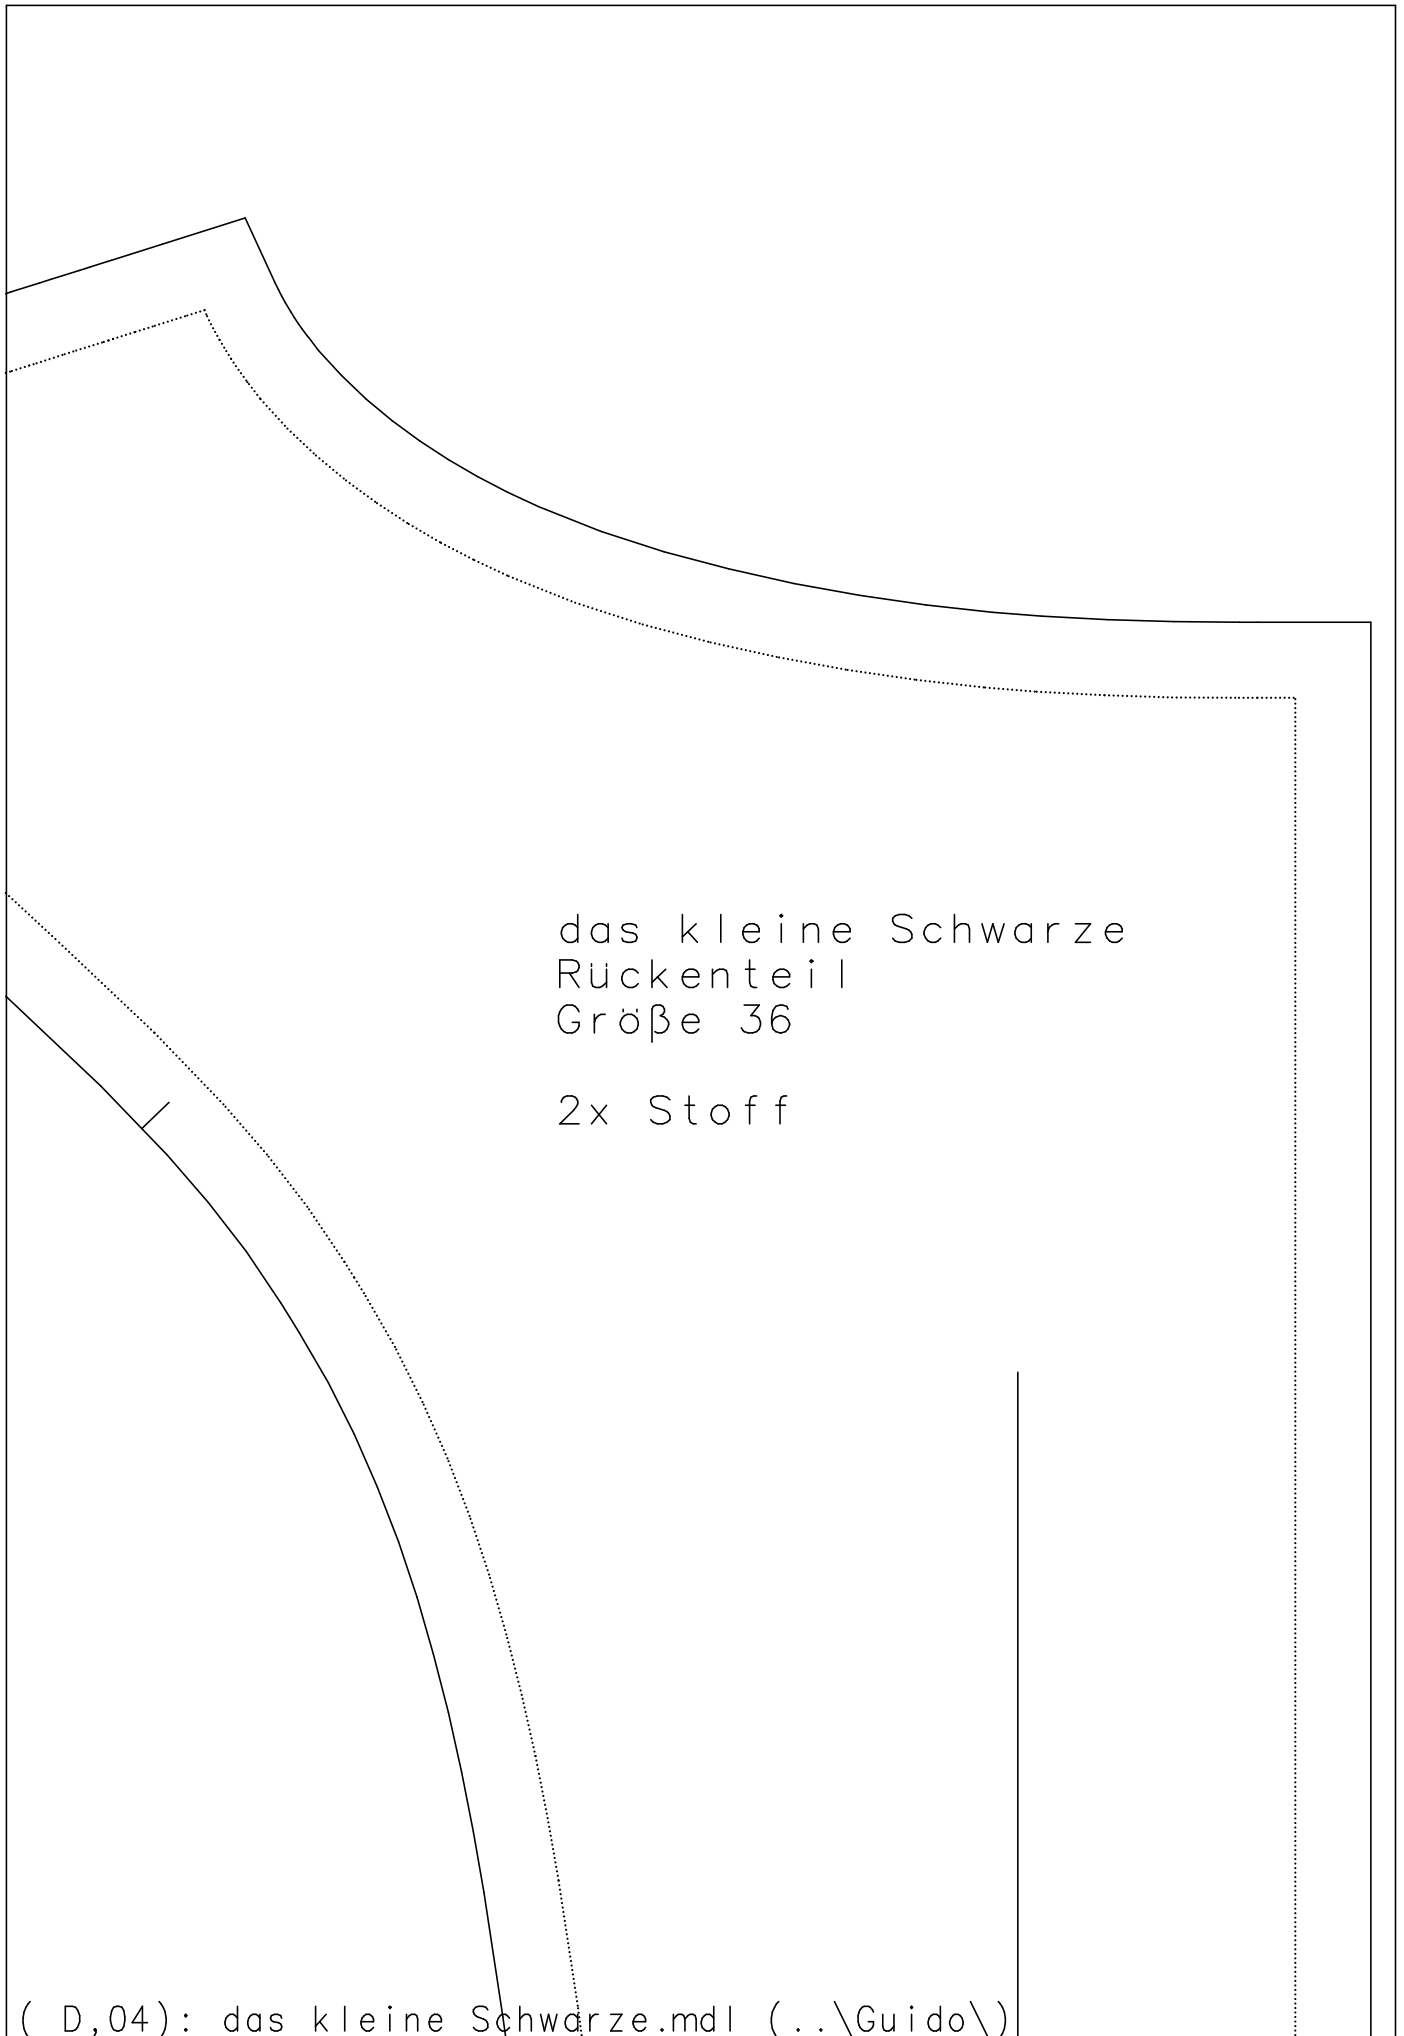 das kleine Schwarze
Rückenteil
Größe 36
2x Stoff
( D,04): das kleine Schwarze.mdl (..\Guido\)